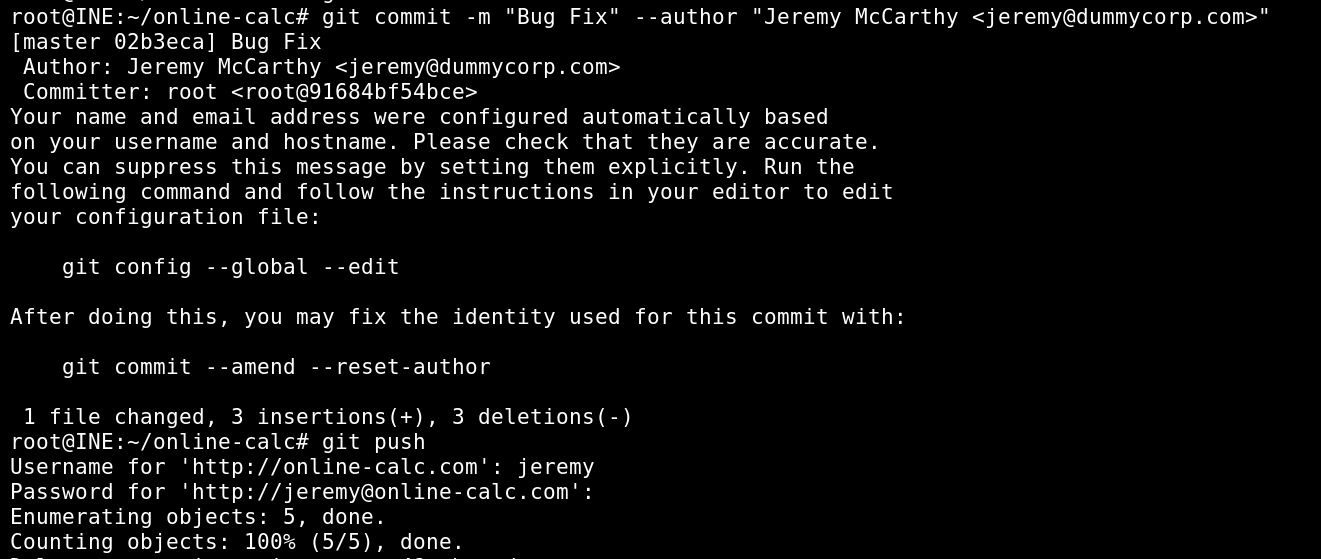 root@INE:~/online-calc# git commit -m "Bug Fix" --author "Jeremy McCarthy <jeremy@dummycorp.com>"
[master 02b3eca] Bug Fix
 Author: Jeremy McCarthy <jeremy@dummycorp.com>
 Committer: root <root@91684bf54bce>
Your name and email address were configured automatically based
on your username and hostname. Please check that they are accurate.
You can suppress this message by setting them explicitly. Run the
following command and follow the instructions in your editor to edit
your configuration file:

    git config --global --edit

After doing this, you may fix the identity used for this commit with:

    git commit --amend --reset-author

 1 file changed, 3 insertions(+), 3 deletions(-)
root@INE:~/online-calc# git push
Username for 'http://online-calc.com': jeremy
Password for 'http://jeremy@online-calc.com':
Enumerating objects: 5, done.
Counting objects: 100% (5/5), done.